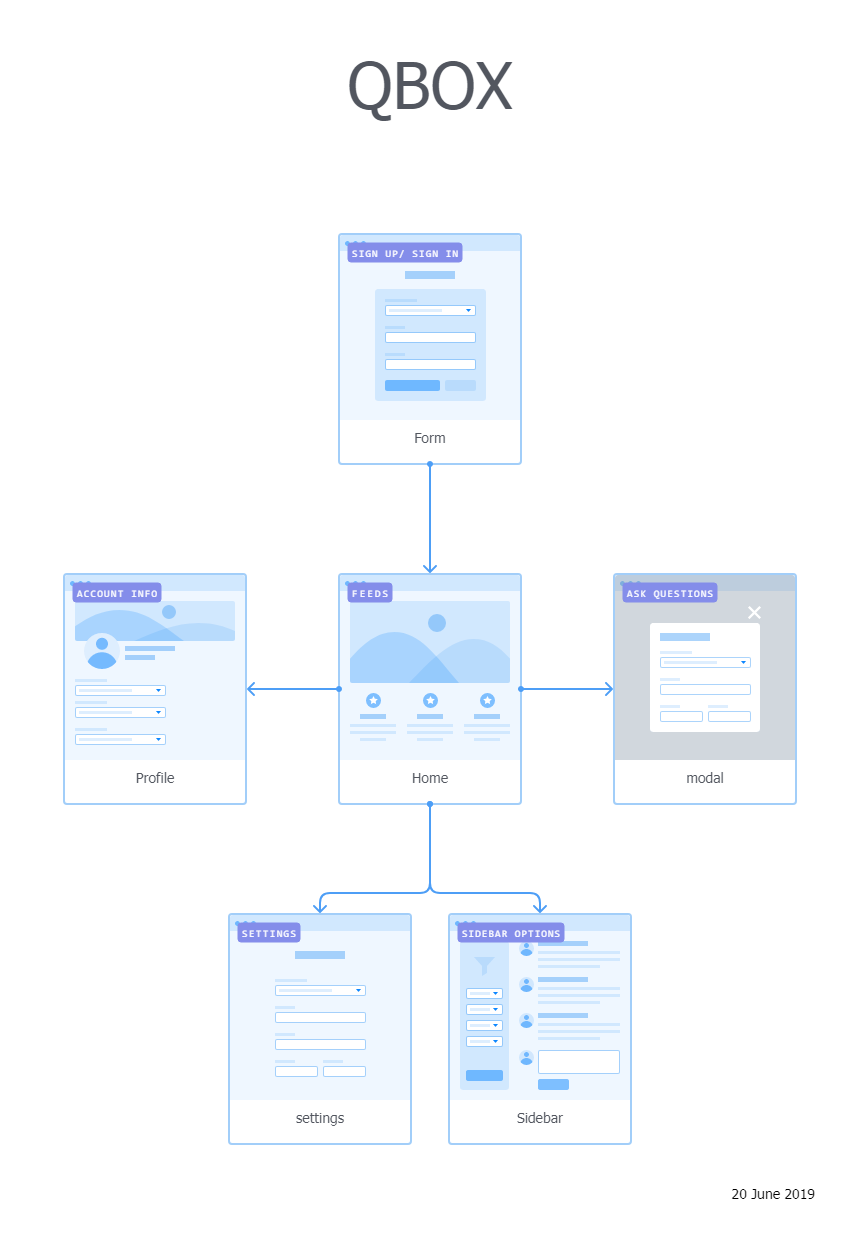 QBOX
SIGN UP/ SIGN IN
Form
ACCOUNT INFO
FEEDS
ASK QUESTIONS
Profile
Home
modal
SETTINGS
SIDEBAR OPTIONS
settings
Sidebar
20 June 2019